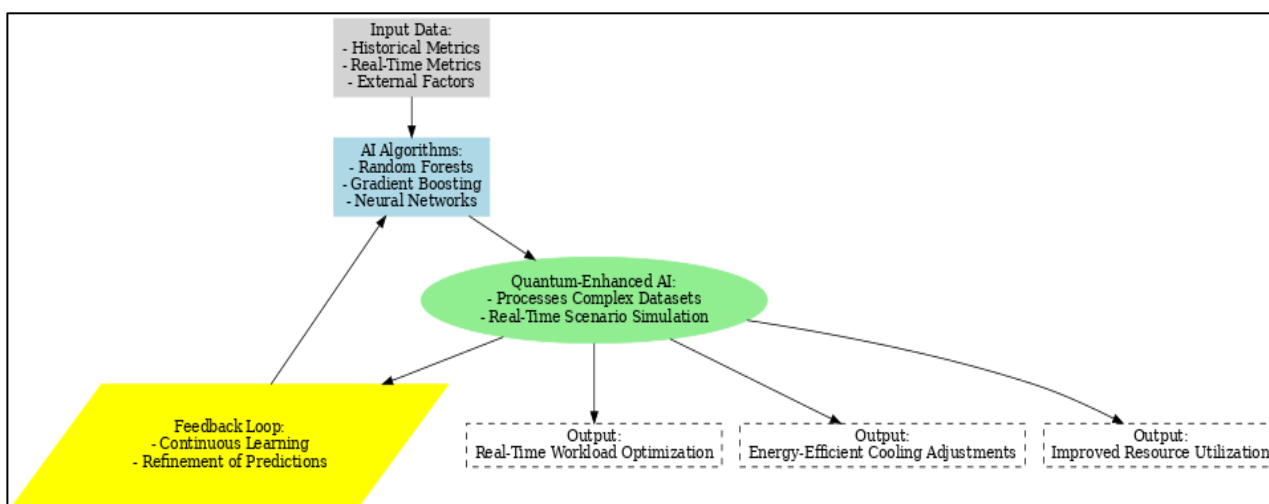 Input Data:
- Historical Metrics
- Real-Time Metrics
- External Factors
AI Algorithms:
- Random Forests
- Gradient Boosting
- Neural Networks
Quantum-Enhanced AI:
- Processes Complex Datasets
- Real-Time Scenario Simulation
Feedback Loop:
- Continuous Learning
- Refinement of Predictions
Output:
Real-Time Workload Optimization
Output:
Energy-Efficient Cooling Adjustments
Output:
Improved Resource Utilization